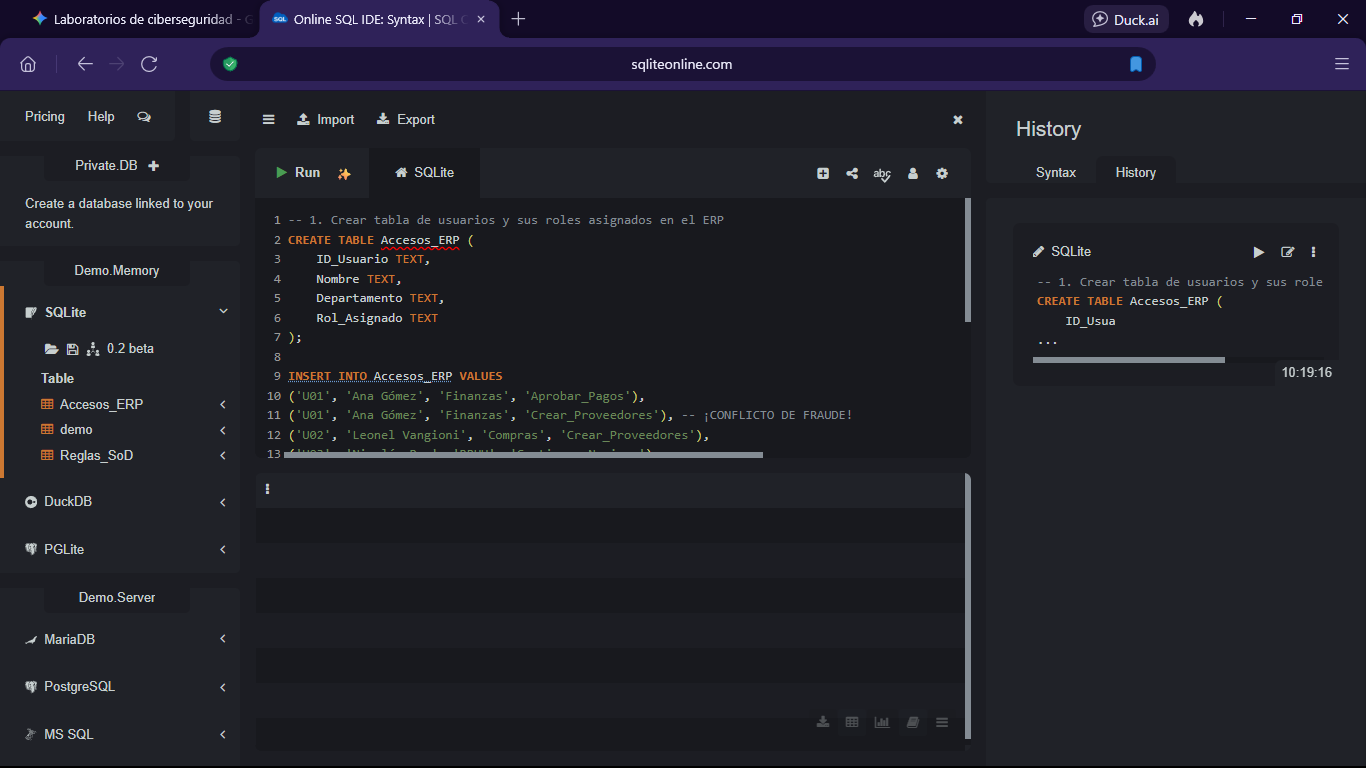 Laboratorios de ciberseguridad - G
SQL Online SQL IDE: Syntax | SQL C
Duck.ai
sqliteonline.com
Pricing Help
Import Export
Private.DB
Create a database linked to your
account.
Demo.Memory
SQLite
0.2 beta
Table
Accesos_ERP
demo
Reglas_SoD
DuckDB
PGLite
Demo.Server
MariaDB
PostgreSQL
MS SQL
Run SQLite
abc
1 -- 1. Crear tabla de usuarios y sus roles asignados en el ERP
2 CREATE TABLE Accesos_ERP (
3 ID_Usuario TEXT,
4 Nombre TEXT,
5 Departamento TEXT,
6 Rol_Asignado TEXT
7 );
8
9 INSERT INTO Accesos_ERP VALUES
10 ('U01', 'Ana Gómez', 'Finanzas', 'Aprobar_Pagos'),
11 ('U01', 'Ana Gómez', 'Finanzas', 'Crear_Proveedores'), -- ¡CONFLICTO DE FRAUDE!
12 ('U02', 'Leonel Vangioni', 'Compras', 'Crear_Proveedores'),
13
History
Syntax History
SQLite
-- 1. Crear tabla de usuarios y sus role
CREATE TABLE Accesos_ERP (
ID_Usua
...
10:19:16